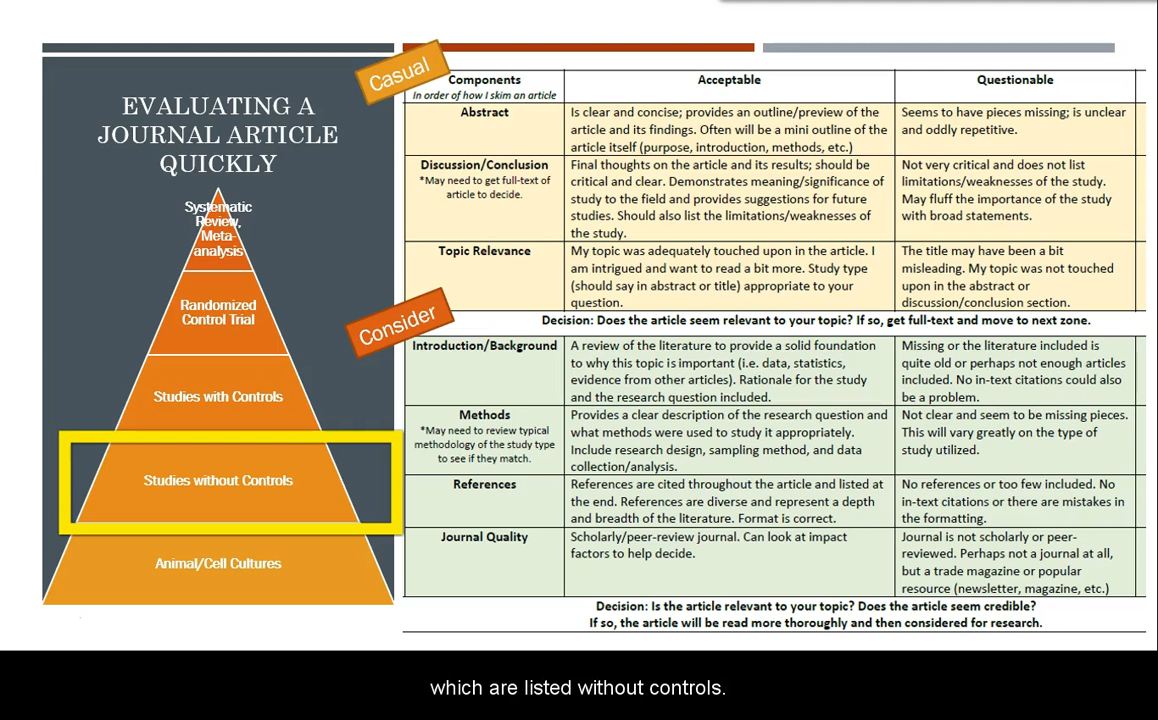 EVALUATING A
JOURNAL ARTICLE
QUICKLY
Systematic
Review,
Meta-
analysis
Randomized
Control Trial
Studies with Controls
Studies without Controls
Animal/Cell Cultures
Casual
Components
In order of how I skim an article
Acceptable
Questionable
Abstract
Is clear and concise; provides an outline/preview of the
article and its findings. Often will be a mini outline of the
article itself (purpose, introduction, methods, etc.)
Seems to have pieces missing; is unclear
and oddly repetitive.
Discussion/Conclusion
*May need to get full-text of
article to decide.
Final thoughts on the article and its results; should be
critical and clear. Demonstrates meaning/significance of
study to the field and provides suggestions for future
studies. Should also list the limitations/weaknesses of
the study.
Not very critical and does not list
limitations/weaknesses of the study.
May fluff the importance of the study
with broad statements.
Topic Relevance
My topic was adequately touched upon in the article. I
am intrigued and want to read a bit more. Study type
(should say in abstract or title) appropriate to your
question.
The title may have been a bit
misleading. My topic was not touched
upon in the abstract or
discussion/conclusion section.
Decision: Does the article seem relevant to your topic? If so, get full-text and move to next zone.
Consider
Introduction/Background
A review of the literature to provide a solid foundation
to why this topic is important (i.e. data, statistics,
evidence from other articles). Rationale for the study
and the research question included.
Missing or the literature included is
quite old or perhaps not enough articles
included. No in-text citations could also
be a problem.
Methods
*May need to review typical
methodology of the study type
to see if they match.
Provides a clear description of the research question and
what methods were used to study it appropriately.
Include research design, sampling method, and data
collection/analysis.
Not clear and seem to be missing pieces.
This will vary greatly on the type of
study utilized.
References
References are cited throughout the article and listed at
the end. References are diverse and represent a depth
and breadth of the literature. Format is correct.
No references or too few included. No
in-text citations or there are mistakes in
the formatting.
Journal Quality
Scholarly/peer-review journal. Can look at impact
factors to help decide.
Journal is not scholarly or peer-
reviewed. Perhaps not a journal at all,
but a trade magazine or popular
resource (newsletter, magazine, etc.)
Decision: Is the article relevant to your topic? Does the article seem credible?
If so, the article will be read more thoroughly and then considered for research.
which are listed without controls.